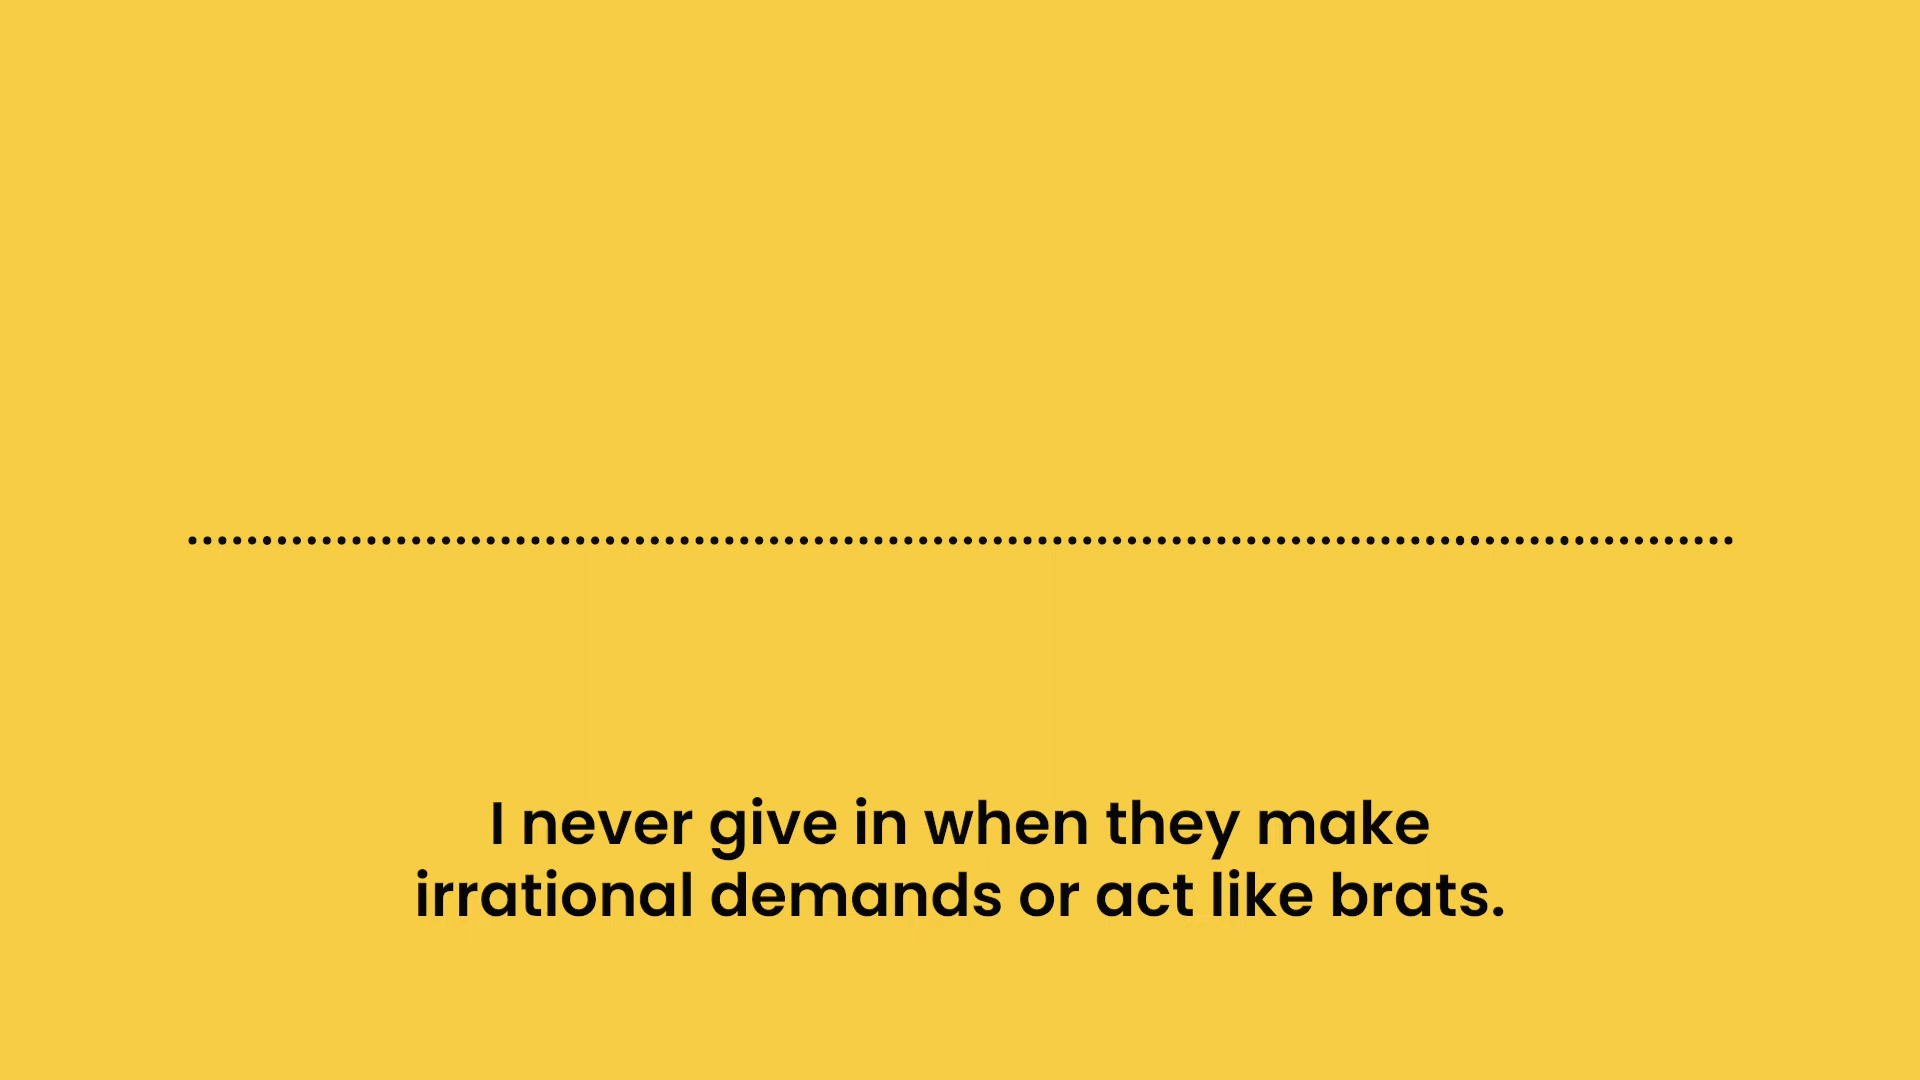 I never give in when they make
irrational demands or act like brats.